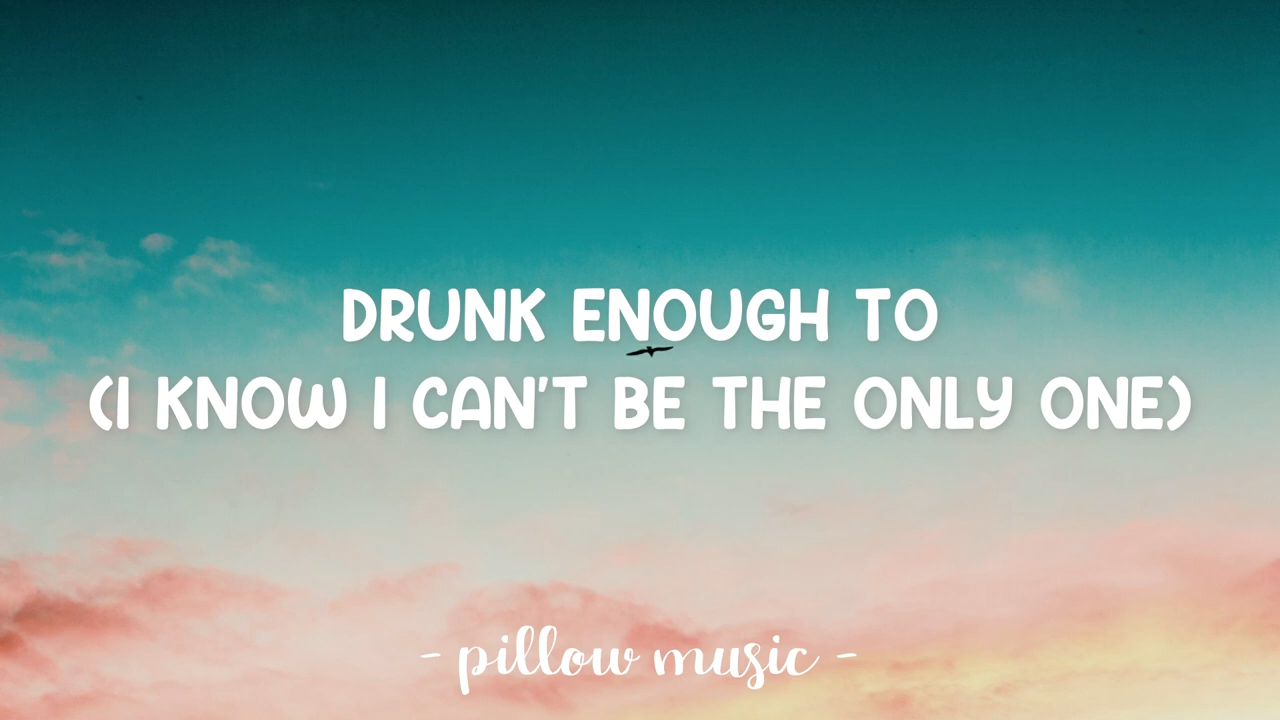 DRUNK ENOUGH TO
(I KNOW I CAN'T BE THE ONLY ONE)
- pillow music -